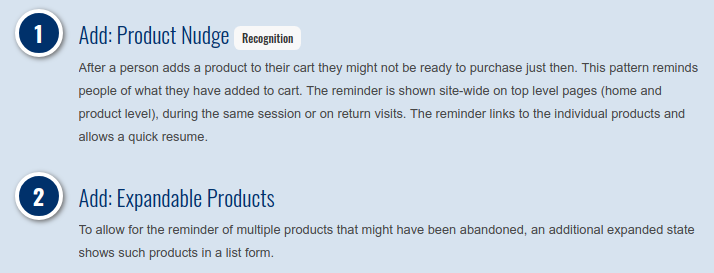 1
Add: Product Nudge Recognition
After a person adds a product to their cart they might not be ready to purchase just then. This pattern reminds
people of what they have added to cart. The reminder is shown site-wide on top level pages (home and
product level), during the same session or on return visits. The reminder links to the individual products and
allows a quick resume.
2
Add: Expandable Products
To allow for the reminder of multiple products that might have been abandoned, an additional expanded state
shows such products in a list form.